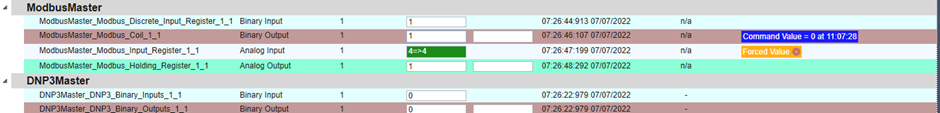 ModbusMaster
ModbusMaster_Modbus_Discrete_Input_Register_1_1 Binary Input 1 1 07:26:44:913 07/07/2022 n/a
ModbusMaster_Modbus_Coil_1_1 Binary Output 1 1 07:26:46:107 07/07/2022 n/a Command Value = 0 at 11:07:28
ModbusMaster_Modbus_Input_Register_1_1 Analog Input 1 4=>4 07:26:47:199 07/07/2022 n/a Forced Value
ModbusMaster_Modbus_Holding_Register_1_1 Analog Output 1 1 07:26:48:292 07/07/2022 n/a
DNP3Master
DNP3Master_DNP3_Binary_Inputs_1_1 Binary Input 1 0 07:26:22:979 07/07/2022 -
DNP3Master_DNP3_Binary_Outputs_1_1 Binary Output 1 0 07:26:22:979 07/07/2022 -